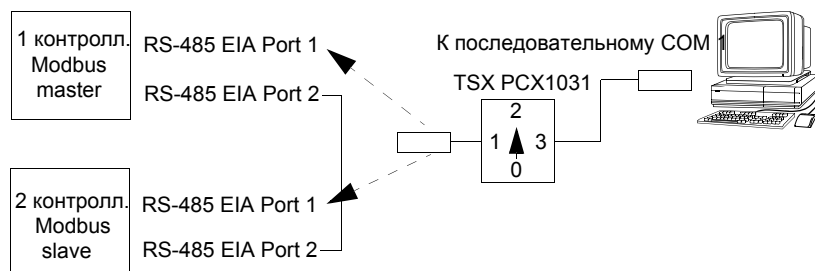 1 контролл.
Modbus
master
RS-485 EIA Port 1
RS-485 EIA Port 2
К последовательному COM 1
TSX PCX1031
2
1 3
0
2 контролл.
Modbus
slave
RS-485 EIA Port 1
RS-485 EIA Port 2